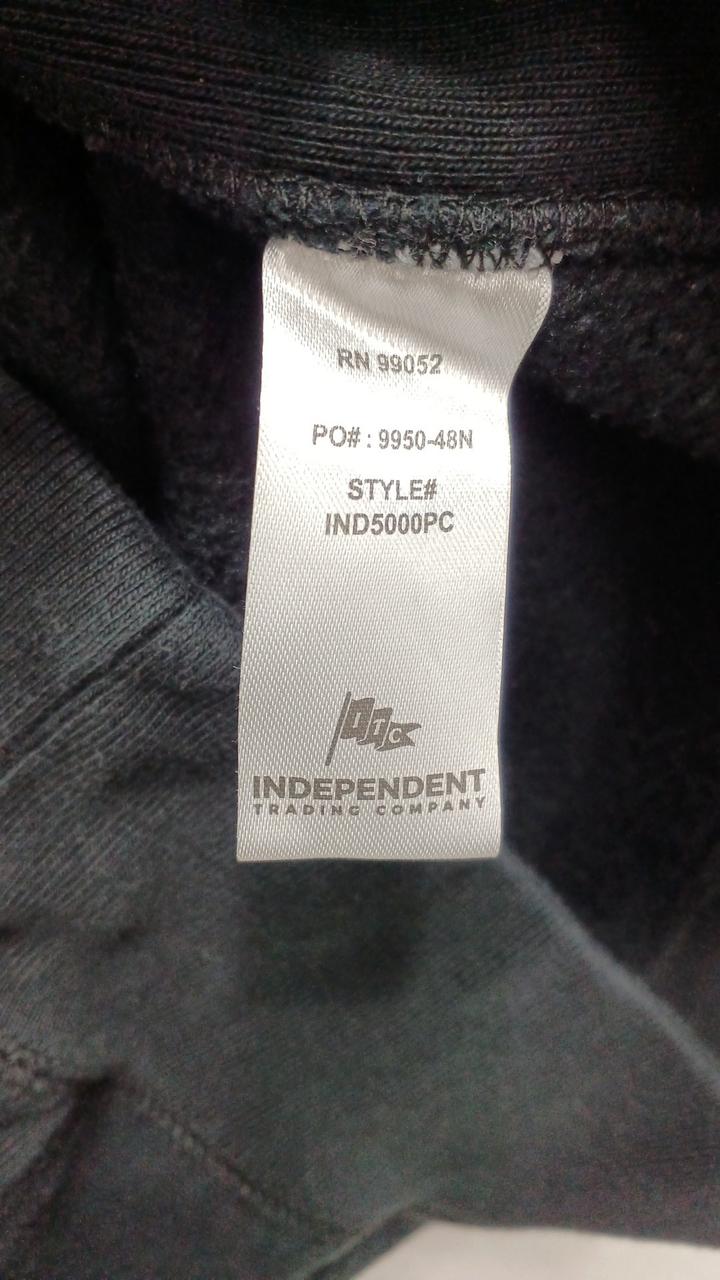 RN 99052
PO# : 9950-48N
STYLE#
IND5000PC
ITC
INDEPENDENT
TRADING COMPANY